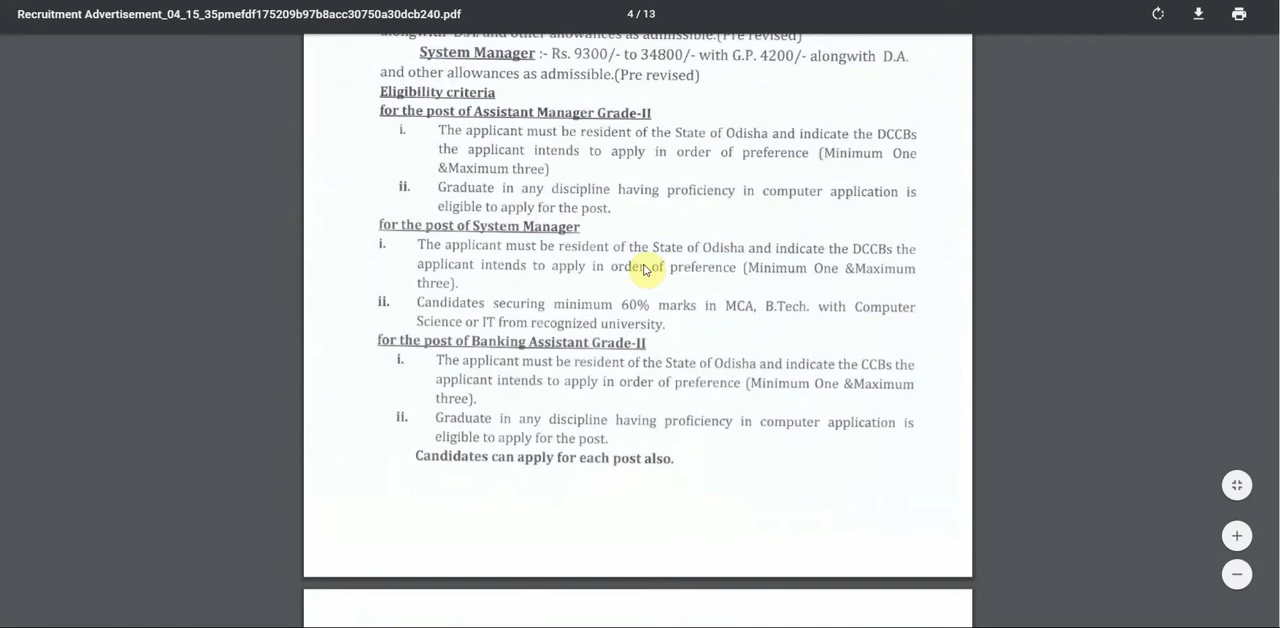 Recruitment Advertisement_04_15_35pmefdf175209b97b8acc30750a30dcb240.pdf
4 / 13
alongwith D.A. and other allowances as admissible.(Pre revised)
System Manager :- Rs. 9300/- to 34800/- with G.P. 4200/- alongwith D.A.
and other allowances as admissible.(Pre revised)
Eligibility criteria
for the post of Assistant Manager Grade-II
i. The applicant must be resident of the State of Odisha and indicate the DCCBs
the applicant intends to apply in order of preference (Minimum One
&Maximum three)
ii. Graduate in any discipline having proficiency in computer application is
eligible to apply for the post.
for the post of System Manager
i. The applicant must be resident of the State of Odisha and indicate the DCCBs the
applicant intends to apply in order of preference (Minimum One &Maximum
three).
ii. Candidates securing minimum 60% marks in MCA, B.Tech. with Computer
Science or IT from recognized university.
for the post of Banking Assistant Grade-II
i. The applicant must be resident of the State of Odisha and indicate the CCBs the
applicant intends to apply in order of preference (Minimum One &Maximum
three).
ii. Graduate in any discipline having proficiency in computer application is
eligible to apply for the post.
Candidates can apply for each post also.